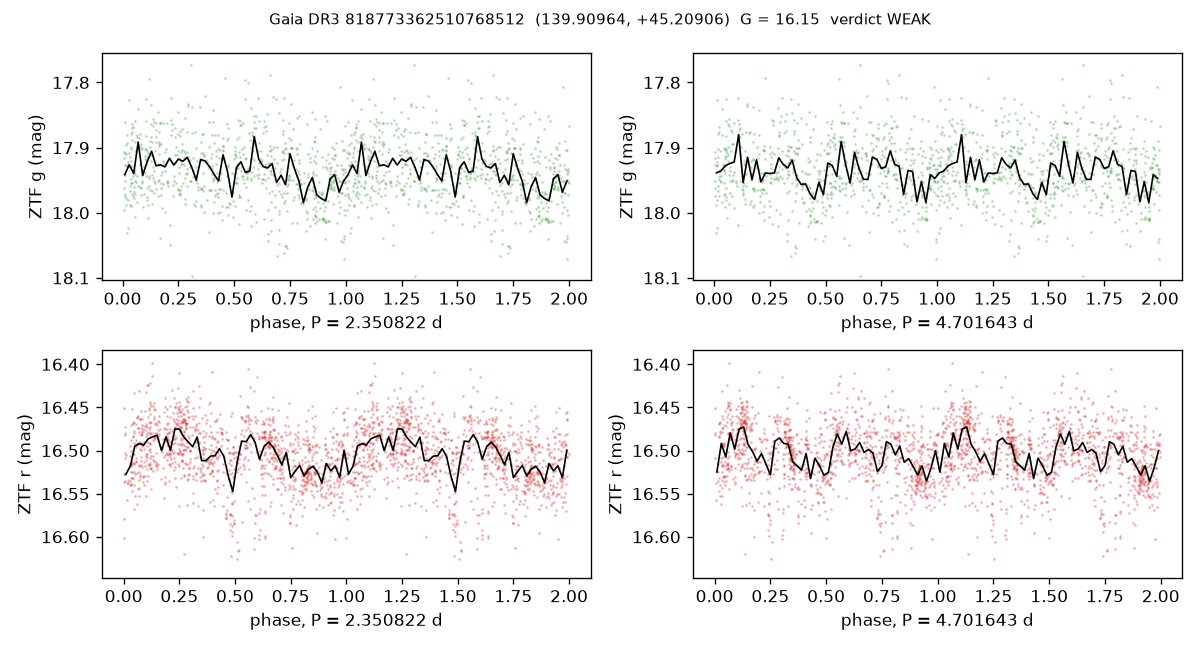 Gaia DR3 818773362510768512 (139.90964, +45.20906) G = 16.15 verdict WEAK
ZTF g (mag)
17.8
17.9
18.0
18.1
0.00 0.25 0.50 0.75 1.00 1.25 1.50 1.75 2.00
phase, P = 2.350822 d
ZTF g (mag)
17.8
17.9
18.0
18.1
0.00 0.25 0.50 0.75 1.00 1.25 1.50 1.75 2.00
phase, P = 4.701643 d
ZTF r (mag)
16.40
16.45
16.50
16.55
16.60
0.00 0.25 0.50 0.75 1.00 1.25 1.50 1.75 2.00
phase, P = 2.350822 d
ZTF r (mag)
16.40
16.45
16.50
16.55
16.60
0.00 0.25 0.50 0.75 1.00 1.25 1.50 1.75 2.00
phase, P = 4.701643 d